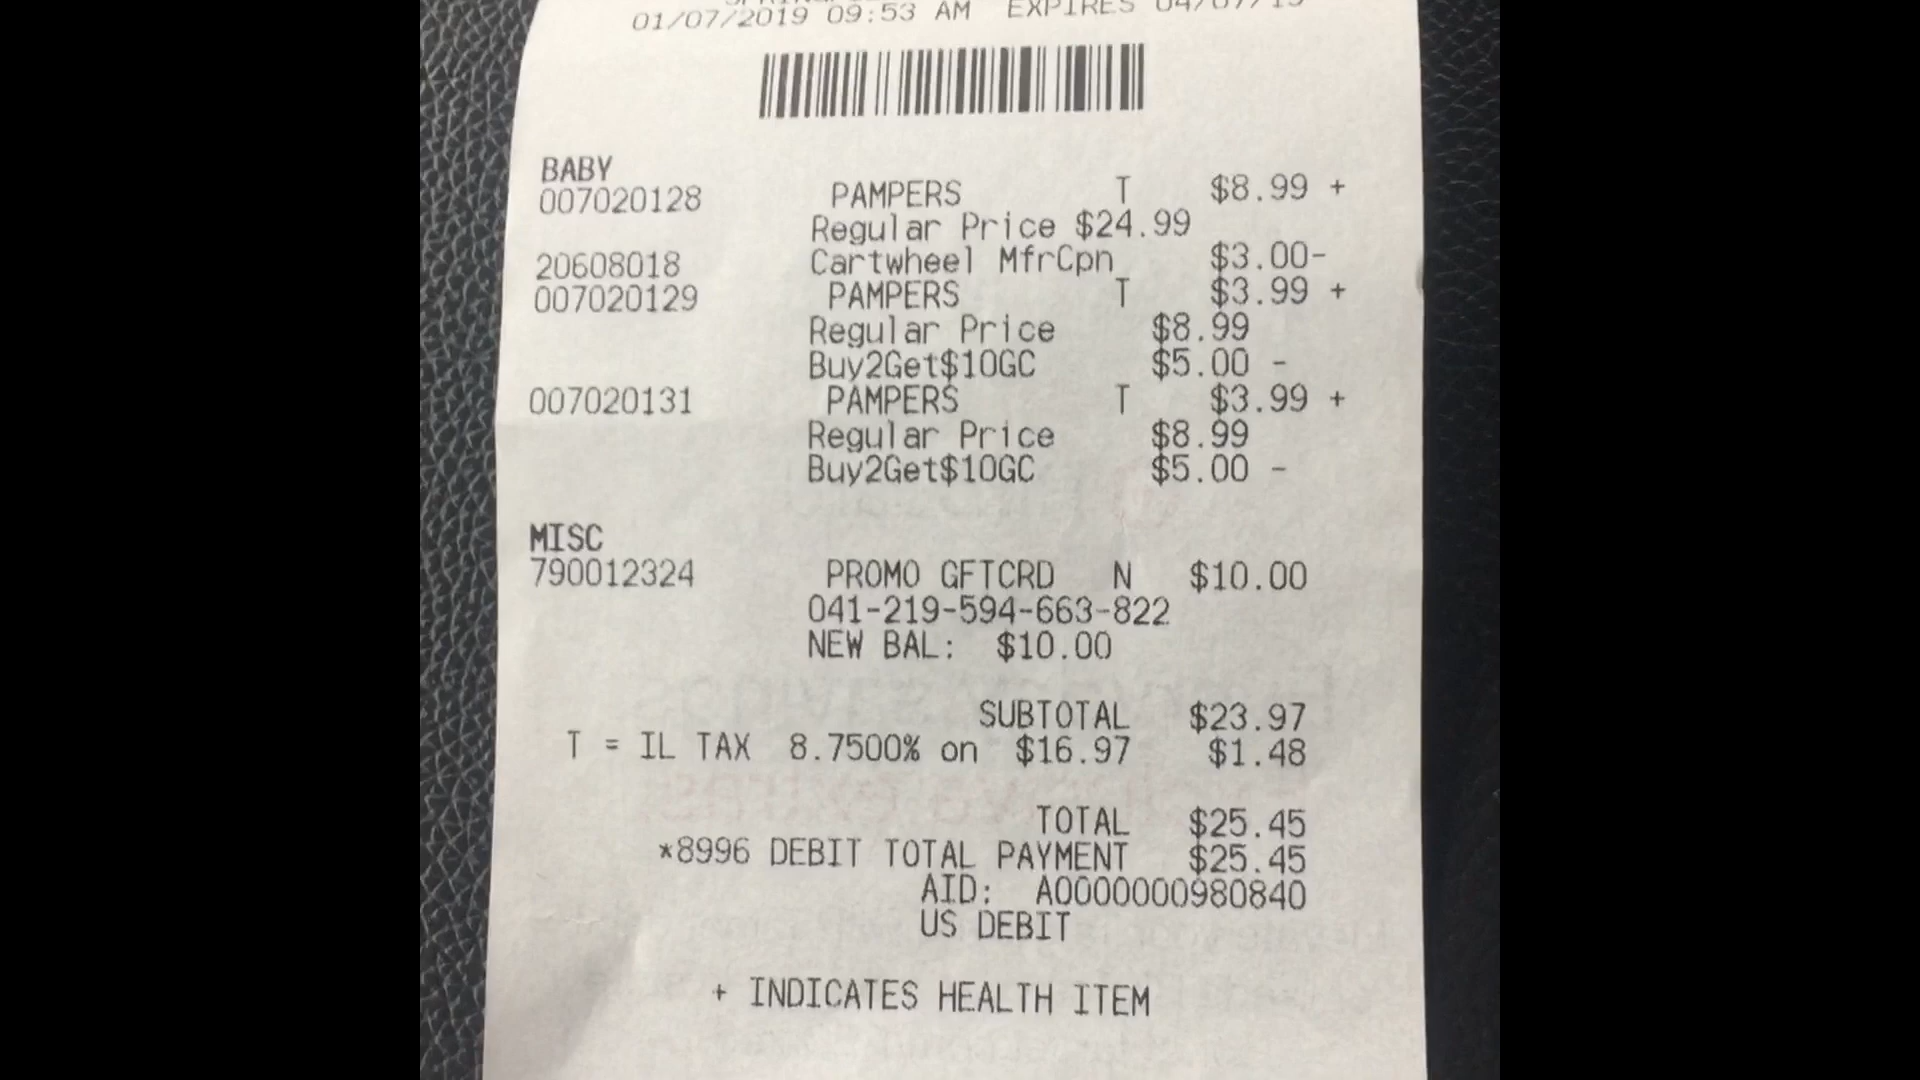 01/07/2019 09:53 AM EXPIRES
BABY
007020128 PAMPERS T $8.99 +
Regular Price $24.99
20608018 Cartwheel MfrCpn $3.00-
007020129 PAMPERS T $3.99 +
Regular Price $8.99
Buy2Get$10GC $5.00 -
007020131 PAMPERS T $3.99 +
Regular Price $8.99
Buy2Get$10GC $5.00 -
MISC
790012324 PROMO GFTCRD N $10.00
041-219-594-663-822
NEW BAL: $10.00
SUBTOTAL $23.97
T = IL TAX 8.7500% on $16.97 $1.48
TOTAL $25.45
*8996 DEBIT TOTAL PAYMENT $25.45
AID: A0000000980840
US DEBIT
+ INDICATES HEALTH ITEM